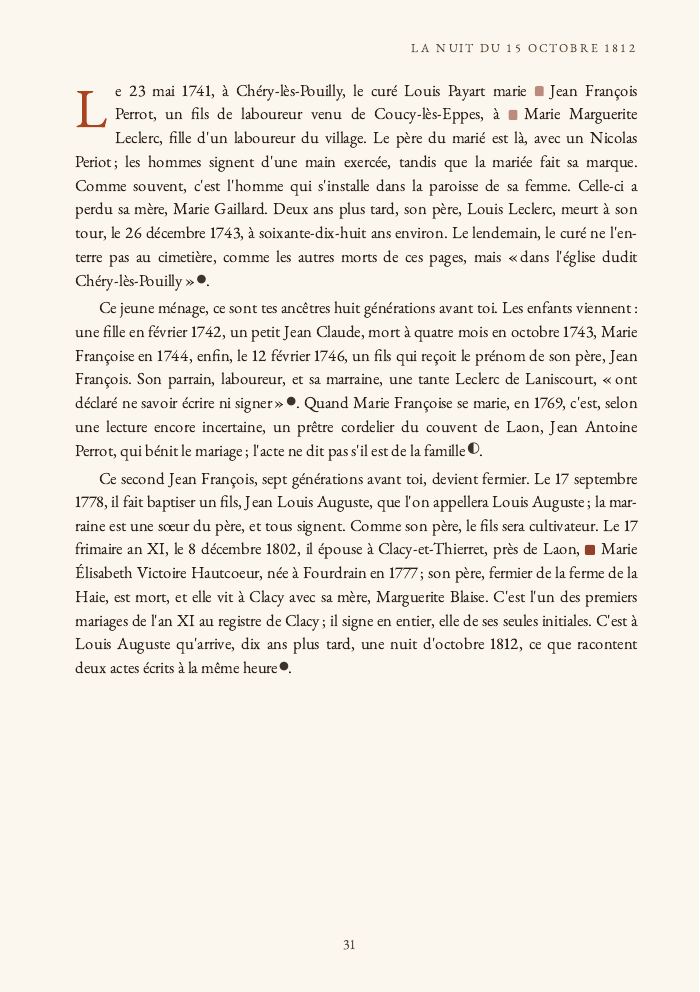 LA NUIT DU 15 OCTOBRE 1812
Le 23 mai 1741, à Chéry-lès-Pouilly, le curé Louis Payart marie Jean François
Perrot, un fils de laboureur venu de Coucy-lès-Eppes, à Marie Marguerite
Leclerc, fille d'un laboureur du village. Le père du marié est là, avec un Nicolas
Periot ; les hommes signent d'une main exercée, tandis que la mariée fait sa marque.
Comme souvent, c'est l'homme qui s'installe dans la paroisse de sa femme. Celle-ci a
perdu sa mère, Marie Gaillard. Deux ans plus tard, son père, Louis Leclerc, meurt à son
tour, le 26 décembre 1743, à soixante-dix-huit ans environ. Le lendemain, le curé ne l'en-
terre pas au cimetière, comme les autres morts de ces pages, mais « dans l'église dudit
Chéry-lès-Pouilly » ●.
Ce jeune ménage, ce sont tes ancêtres huit générations avant toi. Les enfants viennent :
une fille en février 1742, un petit Jean Claude, mort à quatre mois en octobre 1743, Marie
Françoise en 1744, enfin, le 12 février 1746, un fils qui reçoit le prénom de son père, Jean
François. Son parrain, laboureur, et sa marraine, une tante Leclerc de Laniscourt, « ont
déclaré ne savoir écrire ni signer » ●. Quand Marie Françoise se marie, en 1769, c'est, selon
une lecture encore incertaine, un prêtre cordelier du couvent de Laon, Jean Antoine
Perrot, qui bénit le mariage ; l'acte ne dit pas s'il est de la famille ◐.
Ce second Jean François, sept générations avant toi, devient fermier. Le 17 septembre
1778, il fait baptiser un fils, Jean Louis Auguste, que l'on appellera Louis Auguste ; la mar-
raine est une sœur du père, et tous signent. Comme son père, le fils sera cultivateur. Le 17
frimaire an XI, le 8 décembre 1802, il épouse à Clacy-et-Thierret, près de Laon, Marie
Élisabeth Victoire Hautcoeur, née à Fourdrain en 1777 ; son père, fermier de la ferme de la
Haie, est mort, et elle vit à Clacy avec sa mère, Marguerite Blaise. C'est l'un des premiers
mariages de l'an XI au registre de Clacy ; il signe en entier, elle de ses seules initiales. C'est à
Louis Auguste qu'arrive, dix ans plus tard, une nuit d'octobre 1812, ce que racontent
deux actes écrits à la même heure ●.
31